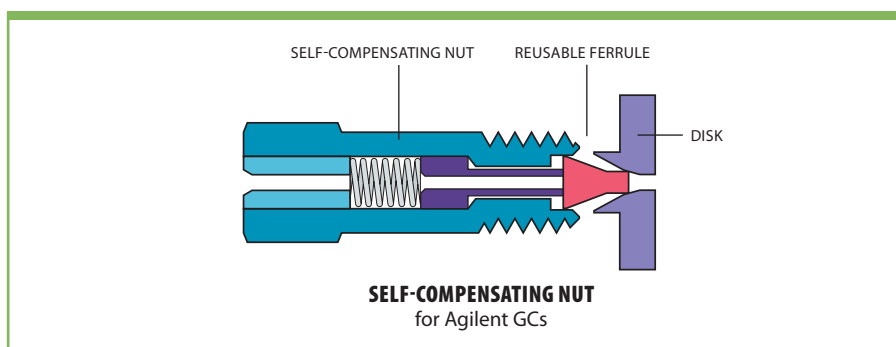 SELF-COMPENSATING NUT
REUSABLE FERRULE
DISK
SELF-COMPENSATING NUT
for Agilent GCs